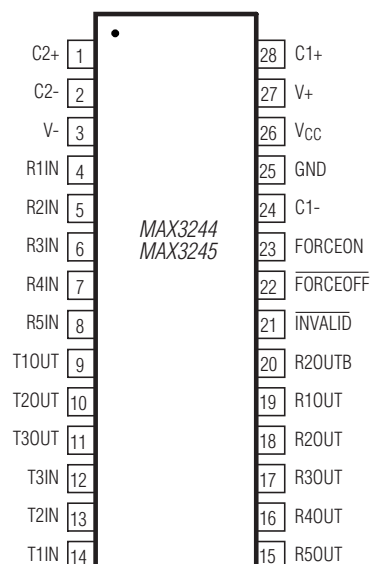 C2+ 1 28 C1+
C2- 2 27 V+
V- 3 26 VCC
R1IN 4 25 GND
R2IN 5 24 C1-
MAX3244
MAX3245
R3IN 6 23 FORCEON
R4IN 7 22 FORCEOFF
R5IN 8 21 INVALID
T1OUT 9 20 R2OUTB
T2OUT 10 19 R1OUT
T3OUT 11 18 R2OUT
T3IN 12 17 R3OUT
T2IN 13 16 R4OUT
T1IN 14 15 R5OUT